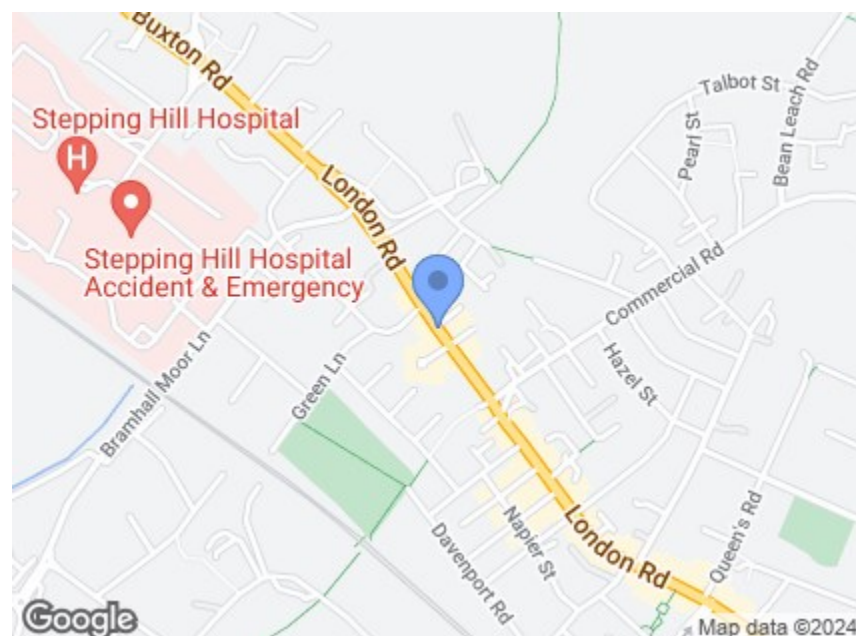 Buxton Rd
Talbot St
Bean Leach Rd
Pearl St
Stepping Hill Hospital
H
London Rd
Stepping Hill Hospital
Accident & Emergency
Commercial Rd
Bramhall Moor Ln
Green Ln
Hazel St
Queen's Rd
London Rd
Napier St
Davenport Rd
Google
Map data ©2024